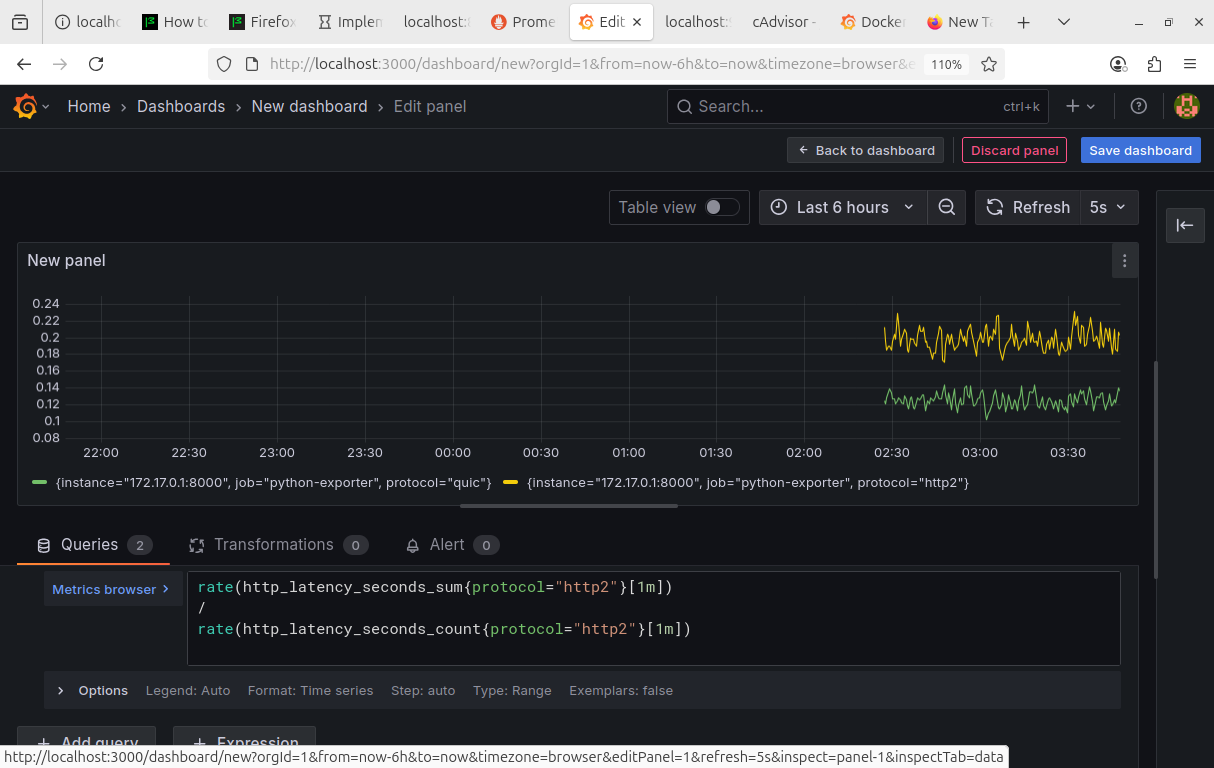 localho
How to
Firefox
Implem
localhost:
Prome
Edit
localhost:
cAdvisor -
Docke
New Ta
http://localhost:3000/dashboard/new?orgId=1&from=now-6h&to=now&timezone=browser&e
110%
Home › Dashboards › New dashboard › Edit panel
Search... ctrl+k
Back to dashboard
Discard panel
Save dashboard
Table view
Last 6 hours
Refresh
5s
New panel
0.24
0.22
0.2
0.18
0.16
0.14
0.12
0.1
0.08
22:00 22:30 23:00 23:30 00:00 00:30 01:00 01:30 02:00 02:30 03:00 03:30
{instance="172.17.0.1:8000", job="python-exporter", protocol="quic"} {instance="172.17.0.1:8000", job="python-exporter", protocol="http2"}
Queries 2 Transformations 0 Alert 0
Metrics browser >
rate(http_latency_seconds_sum{protocol="http2"}[1m])
/
rate(http_latency_seconds_count{protocol="http2"}[1m])
Options Legend: Auto Format: Time series Step: auto Type: Range Exemplars: false
+ Add query + Expression
http://localhost:3000/dashboard/new?orgId=1&from=now-6h&to=now&timezone=browser&editPanel=1&refresh=5s&inspect=panel-1&inspectTab=data